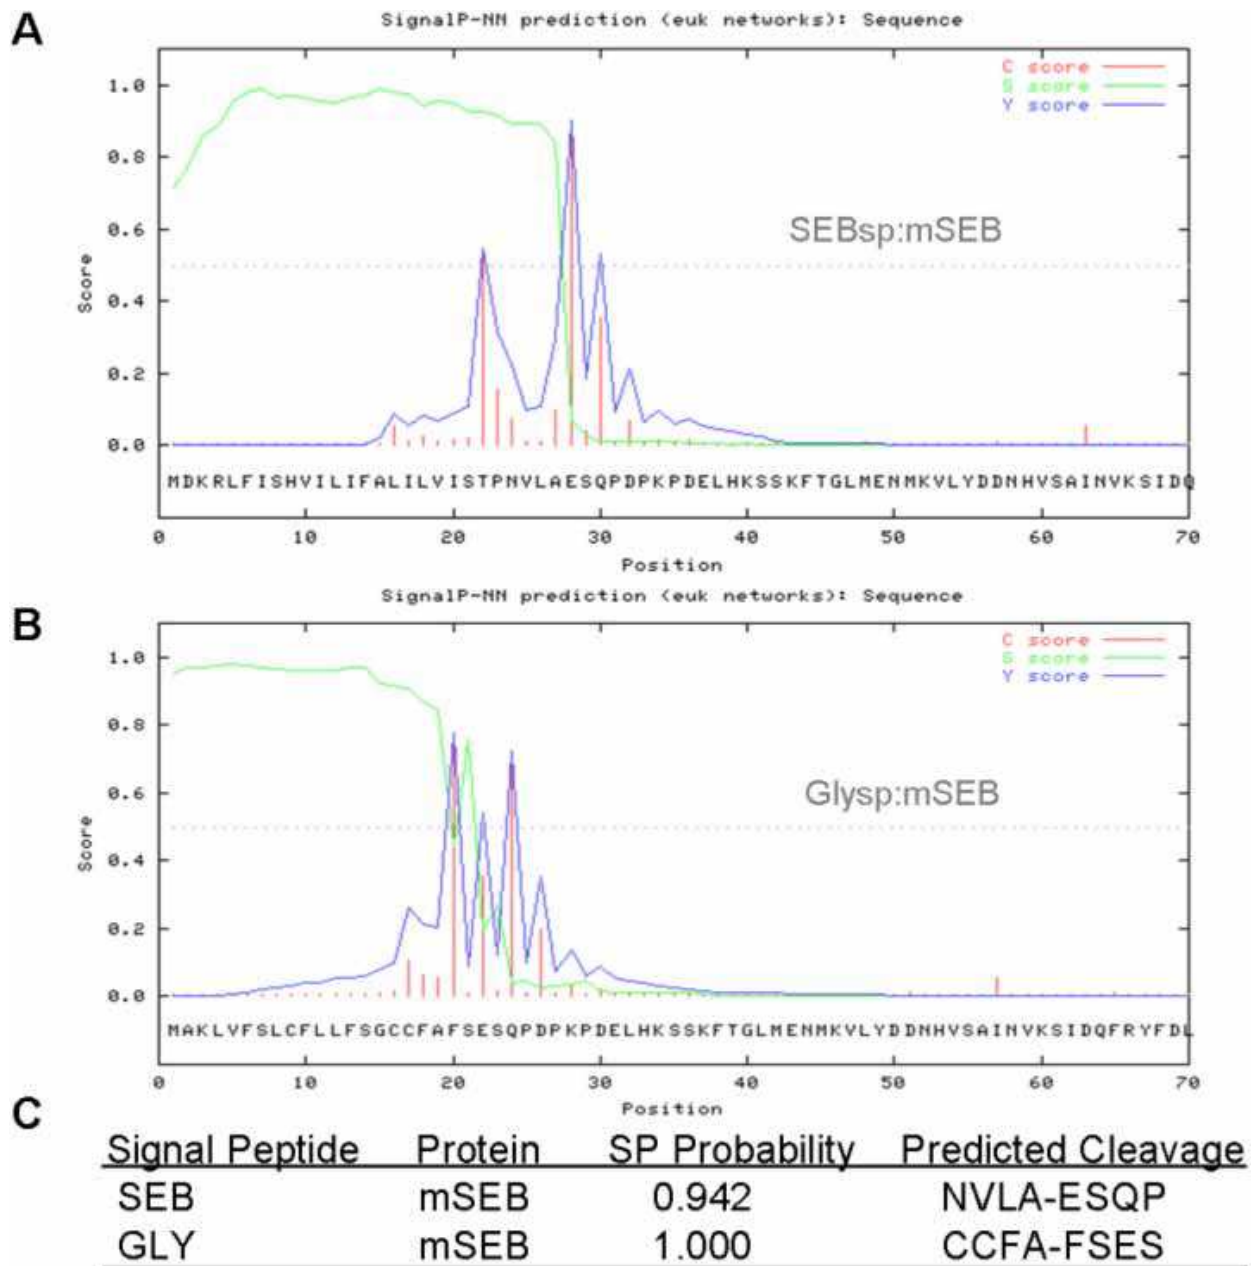 A
SignalP-NN prediction (euk networks): Sequence
C score
S score
Y score
1.0
0.8
0.6
0.4
0.2
0.0
Score
SEBsp:mSEB
MDKRLFISHVILIFALILVISTPNVLAESQPDPKPDELHKSSKFTGLMENMKVLYDDNHVSAINVKSIDQ
0 10 20 30 40 50 60 70
Position
B
SignalP-NN prediction (euk networks): Sequence
C score
S score
Y score
1.0
0.8
0.6
0.4
0.2
0.0
Score
Glysp:mSEB
MAKLVFSLCFLLFSGCCFAFSESQPDPKPDELHKSSKFTGLMENMKVLYDDNHVSAINVKSIDQFRYFDL
0 10 20 30 40 50 60 70
Position
C
Signal Peptide Protein SP Probability Predicted Cleavage
SEB mSEB 0.942 NVLA-ESQP
GLY mSEB 1.000 CCFA-FSES